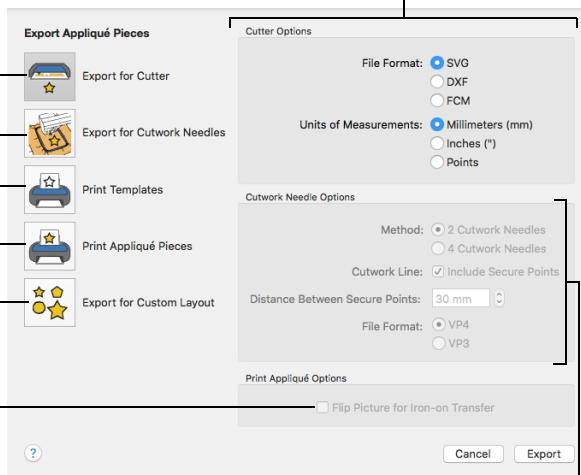 Export Appliqué Pieces
Export for Cutter
Export for Cutwork Needles
Print Templates
Print Appliqué Pieces
Export for Custom Layout
Cutter Options
File Format: SVG
DXF
FCM
Units of Measurements: Millimeters (mm)
Inches (")
Points
Cutwork Needle Options
Method: 2 Cutwork Needles
4 Cutwork Needles
Cutwork Line: Include Secure Points
Distance Between Secure Points: 30 mm
File Format: VP4
VP3
Print Appliqué Options
Flip Picture for Iron-on Transfer
? Cancel Export